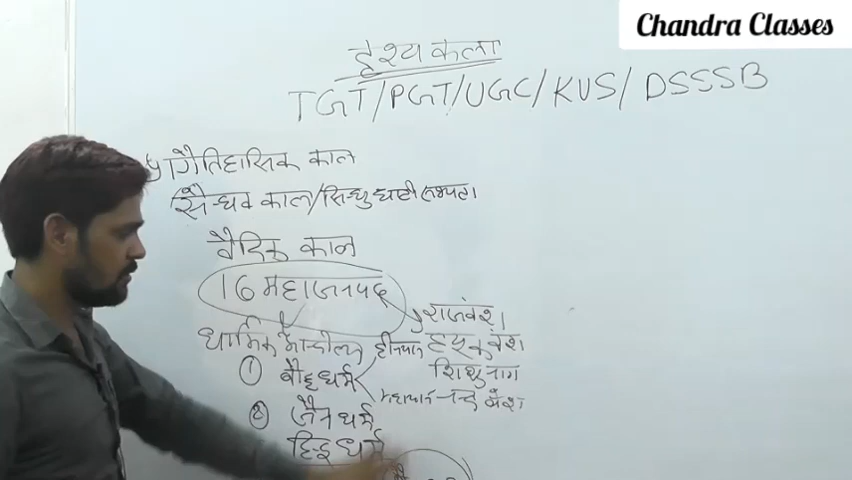 Chandra Classes
दृश्य कला
TGT/PGT/UGC/KVS/DSSSB
प्रागैतिहासिक काल
सैन्धव काल/सिन्धु घाटी सभ्यता
वैदिक काल
16 महाजनपद
राजवंश
धार्मिक आन्दोलन हीनयान हर्यक वंश
① बौद्ध धर्म शिशुनाग
महायान नन्द वंश
② जैन धर्म
हिन्दू धर्म